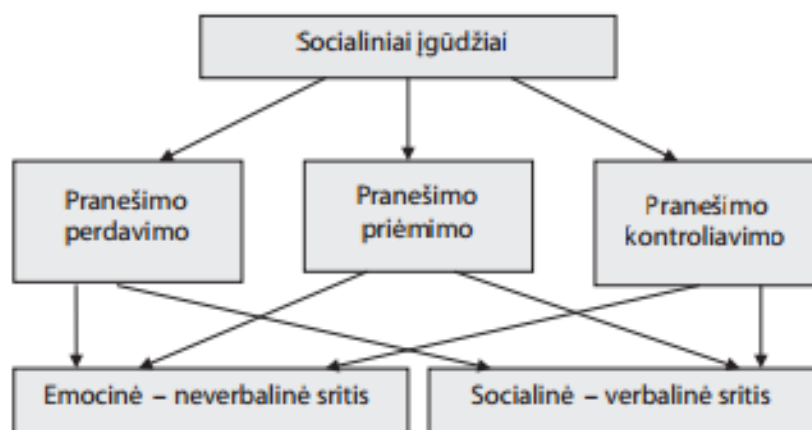 Socialiniai įgūdžiai
Pranešimo
perdavimo
Pranešimo
priėmimo
Pranešimo
kontroliavimo
Emocinė – neverbalinė sritis
Socialinė – verbalinė sritis